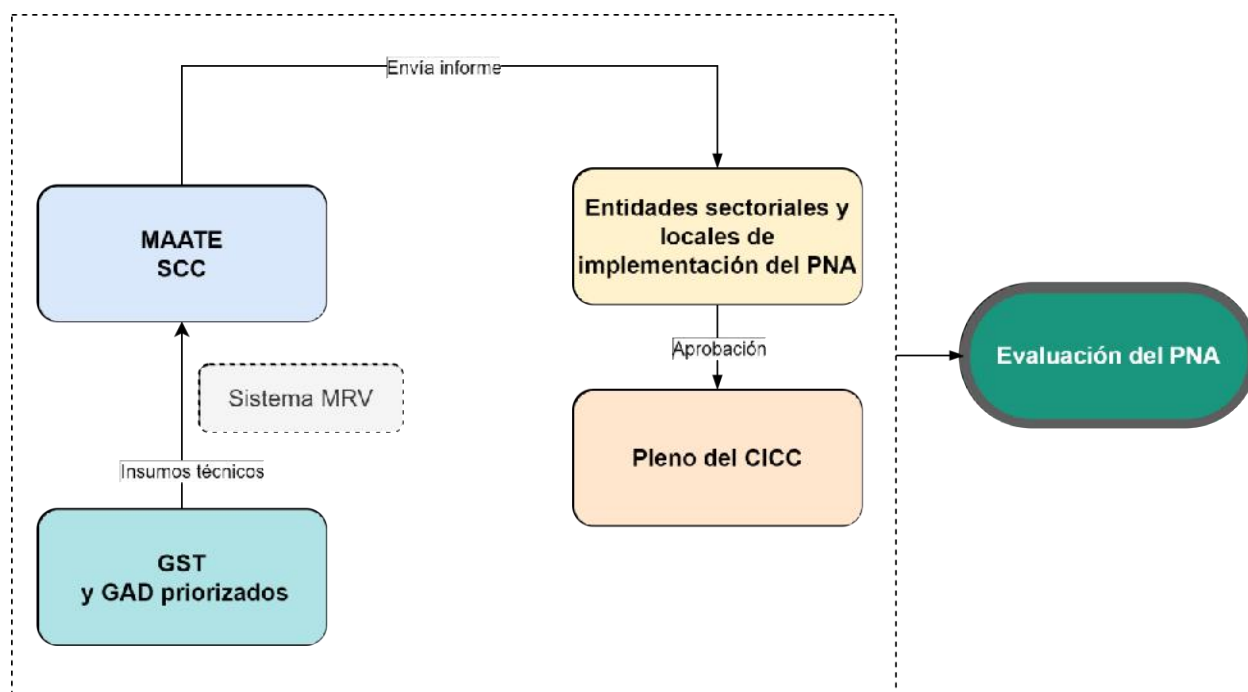 Envía informe
MAATE
SCC
Entidades sectoriales y
locales de
implementación del PNA
Aprobación
Evaluación del PNA
Sistema MRV
Pleno del CICC
Insumos técnicos
GST
y GAD priorizados